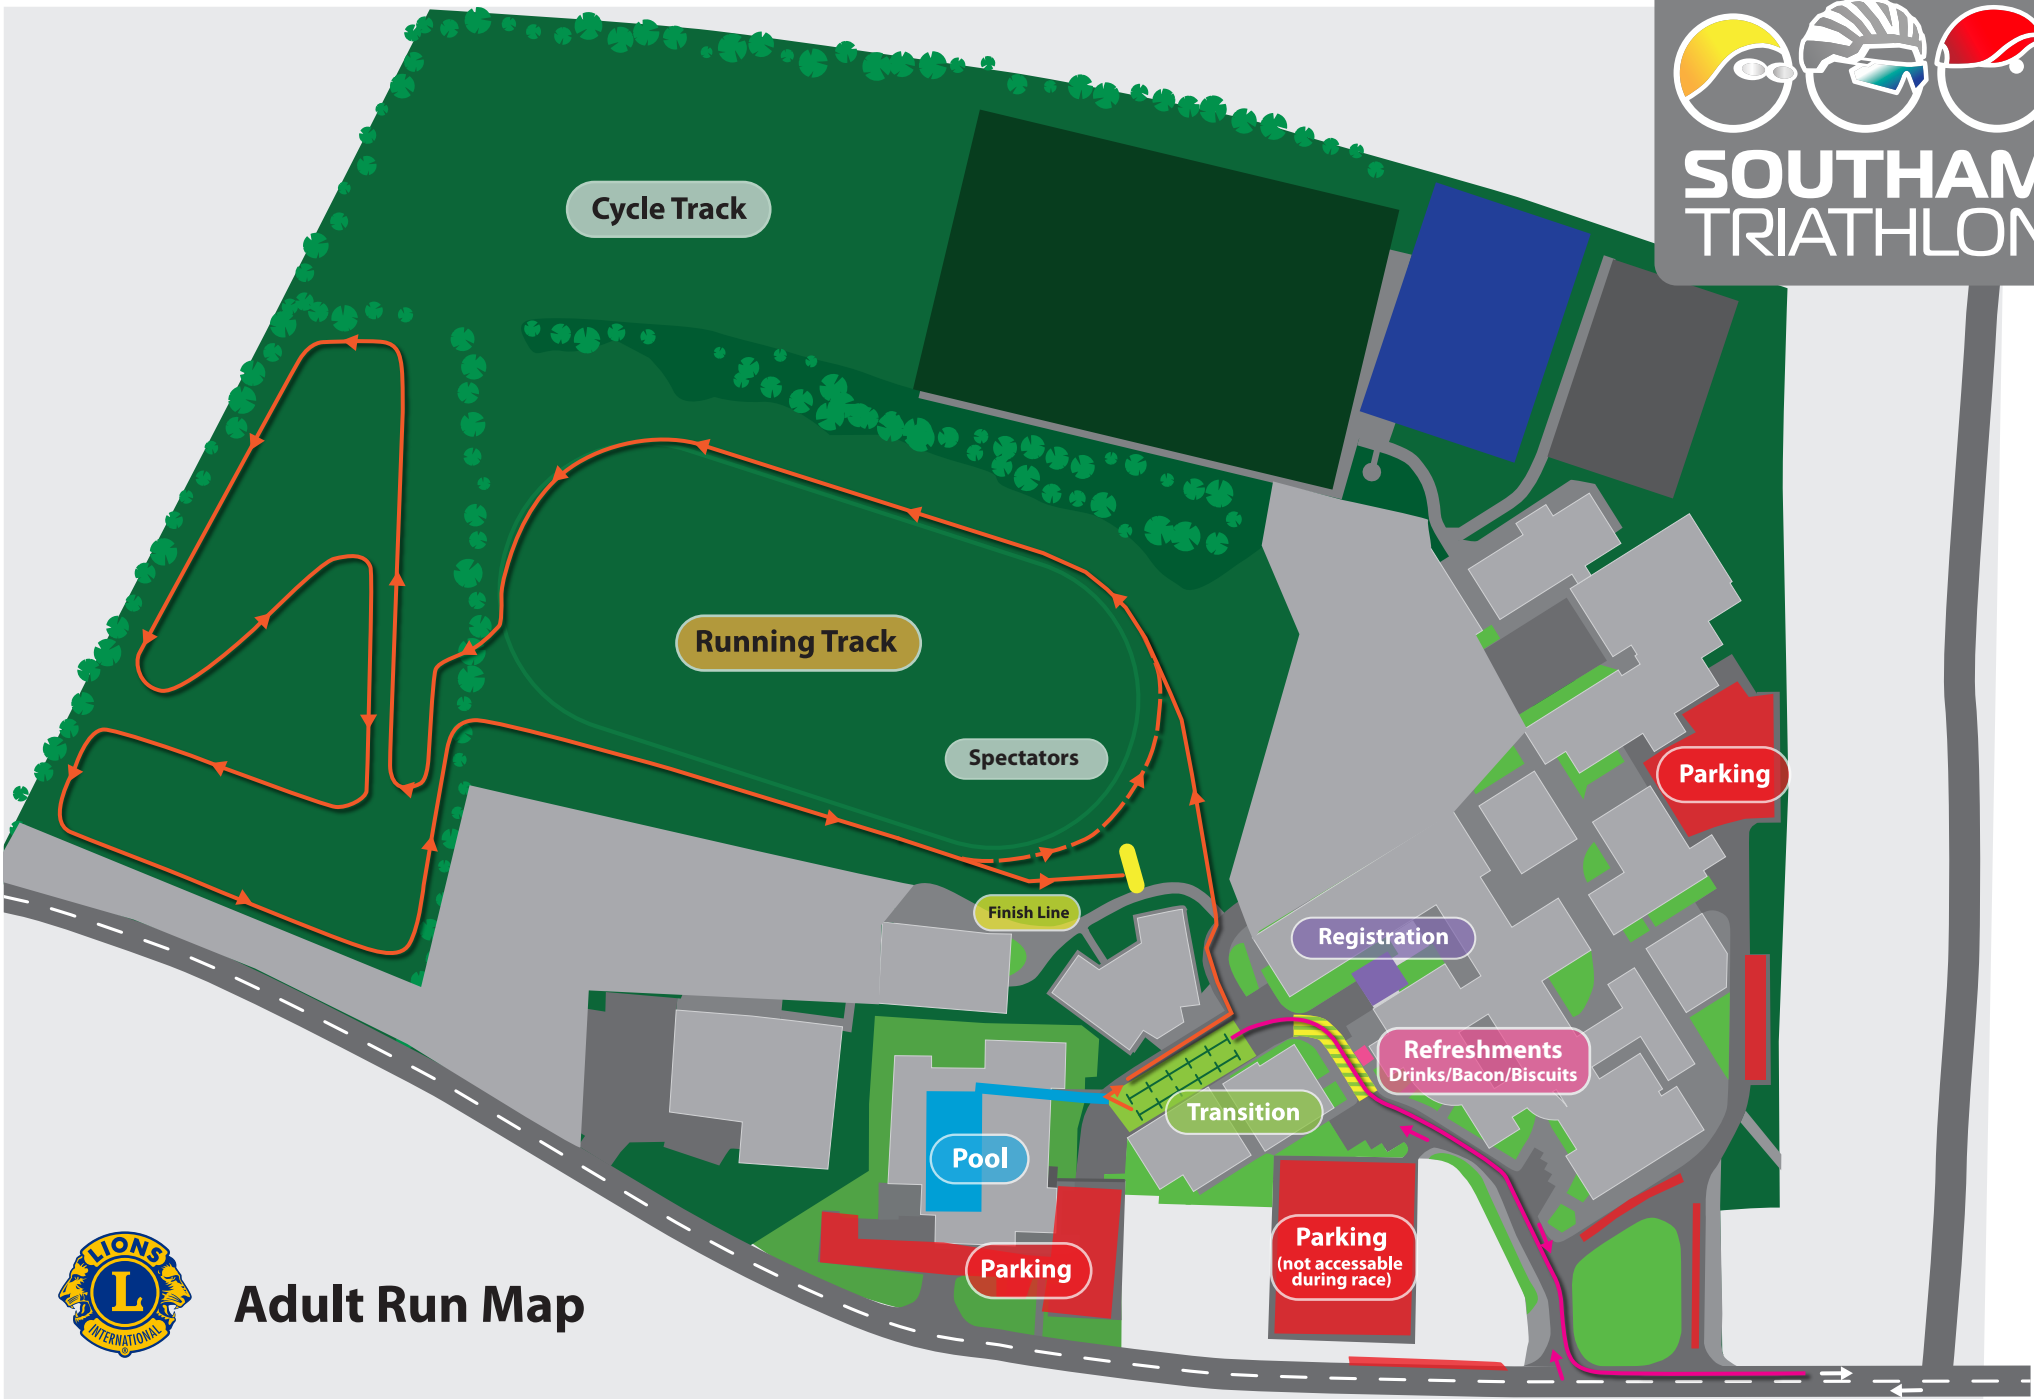 SOUTHAM
TRIATHLON
Cycle Track
Running Track
Spectators
Parking
Finish Line
Registration
Refreshments
Drinks/Bacon/Biscuits
Transition
Pool
Parking
(not accessable
during race)
Parking
LIONS
L
INTERNATIONAL
®
Adult Run Map